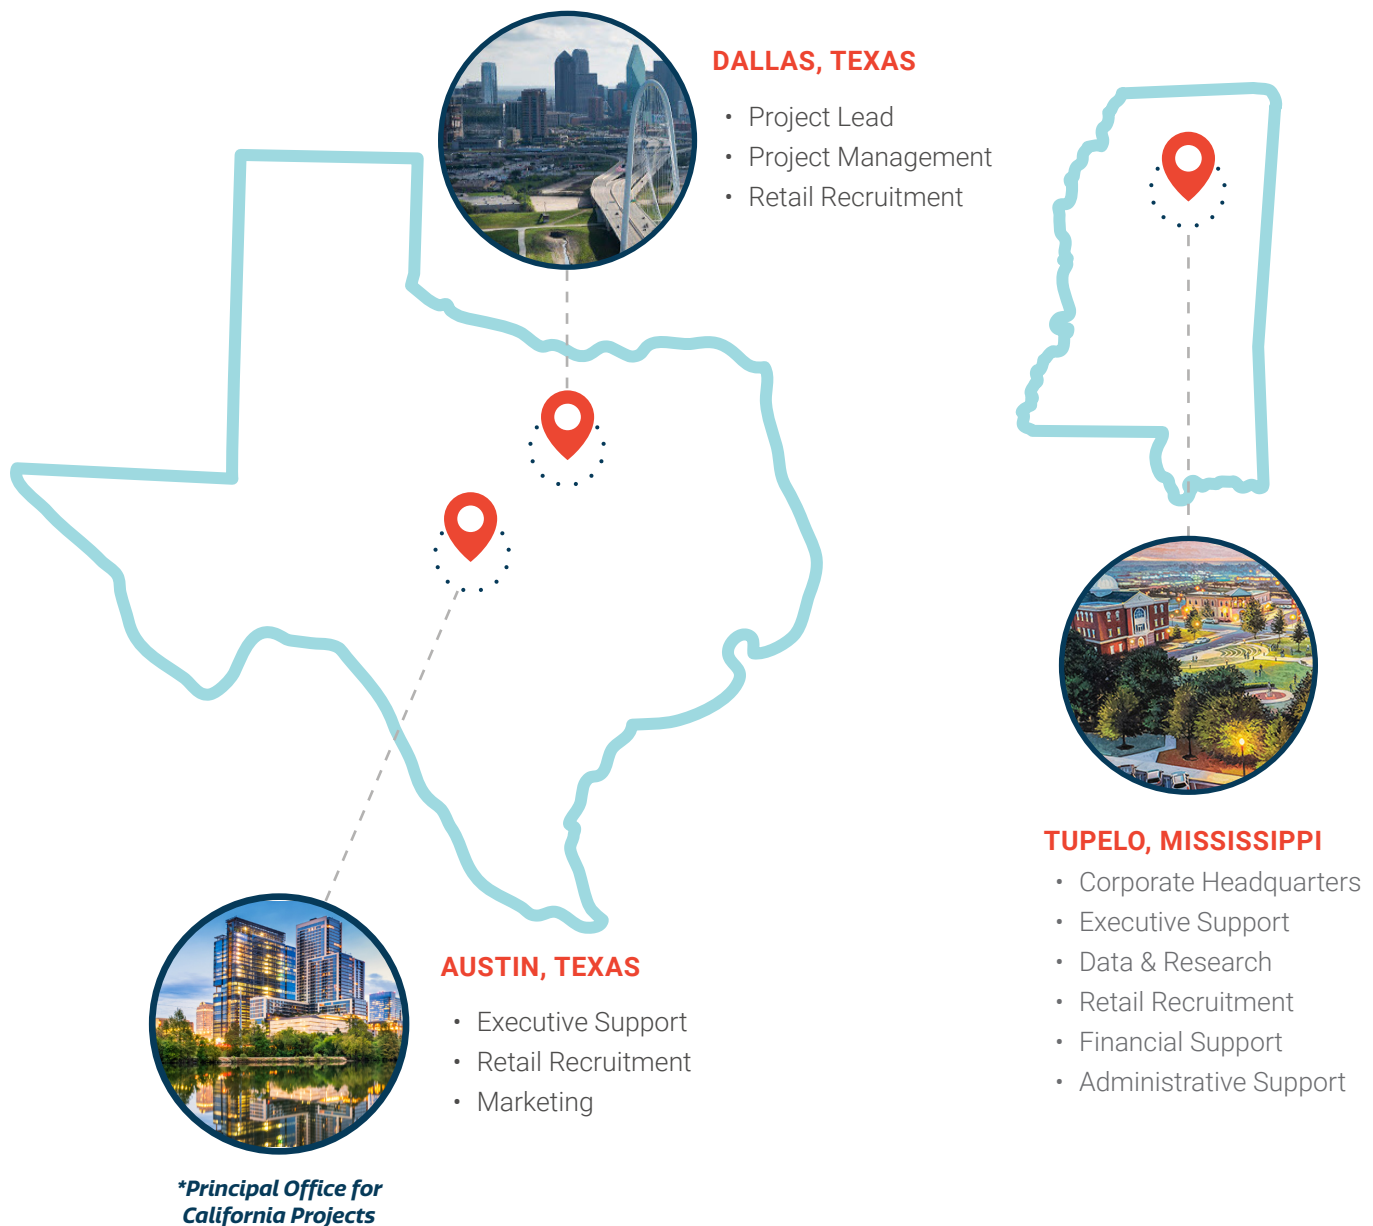 DALLAS, TEXAS
• Project Lead
• Project Management
• Retail Recruitment
TUPELO, MISSISSIPPI
• Corporate Headquarters
• Executive Support
• Data & Research
• Retail Recruitment
• Financial Support
• Administrative Support
AUSTIN, TEXAS
• Executive Support
• Retail Recruitment
• Marketing
*Principal Office for
California Projects